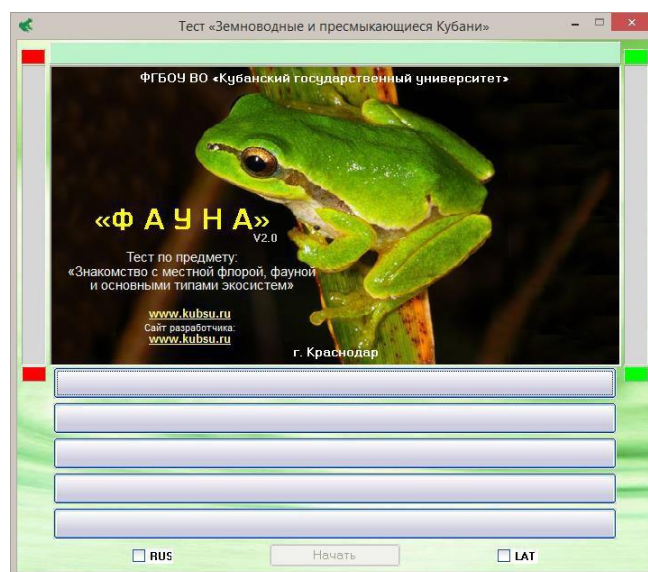 Тест «Земноводные и пресмыкающиеся Кубани»
ФГБОУ ВО «Кубанский государственный университет»
«Ф А У Н А»
V2.0
Тест по предмету:
«Знакомство с местной флорой, фауной
и основными типами экосистем»
www.kubsu.ru
Сайт разработчика:
www.kubsu.ru
г. Краснодар
RUS
Начать
LAT